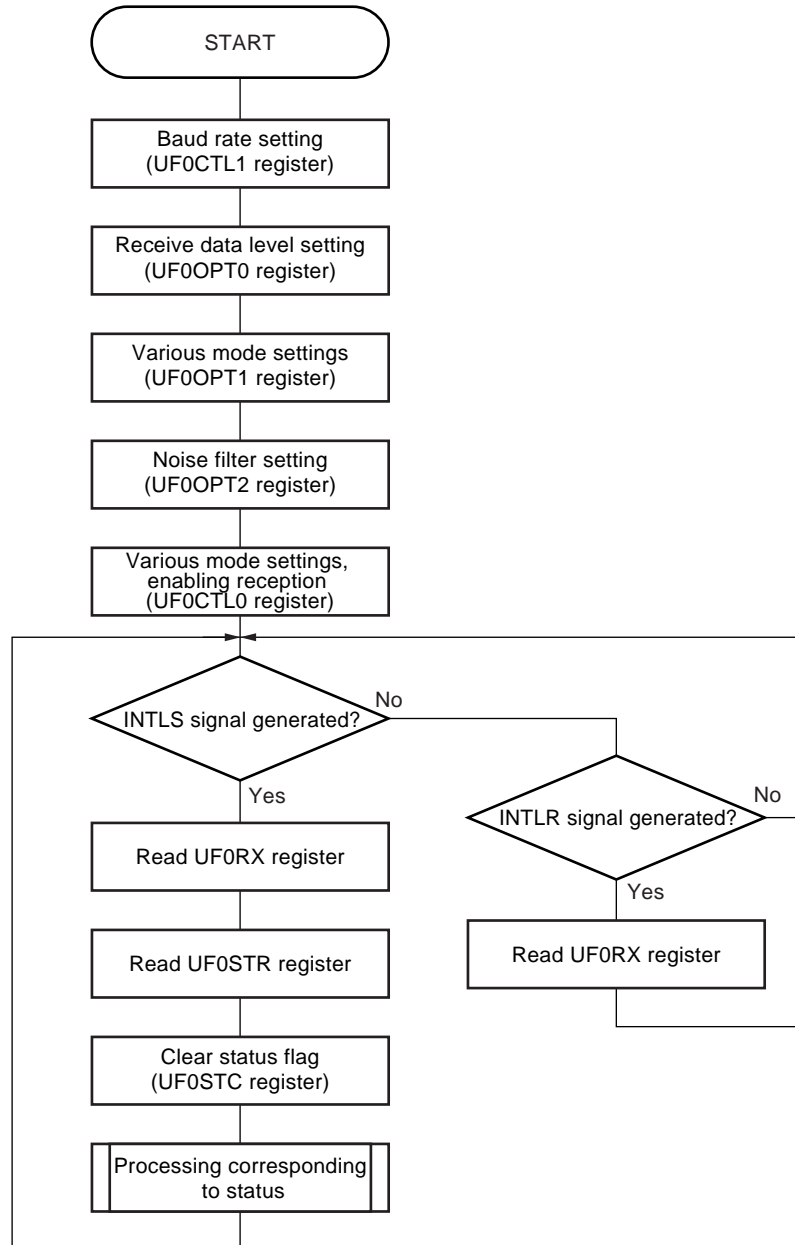 START
Baud rate setting
(UF0CTL1 register)
Receive data level setting
(UF0OPT0 register)
Various mode settings
(UF0OPT1 register)
Noise filter setting
(UF0OPT2 register)
Various mode settings,
enabling reception
(UF0CTL0 register)
INTLS signal generated?
No
Yes
INTLR signal generated?
No
Yes
Read UF0RX register
Read UF0RX register
Read UF0STR register
Clear status flag
(UF0STC register)
Processing corresponding
to status